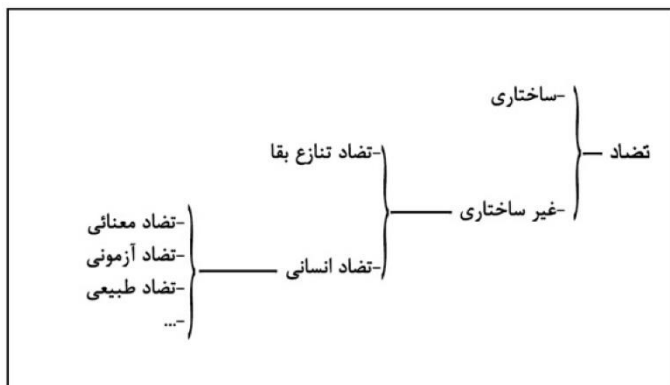 تضاد
-ساختاری
-غیر ساختاری
-تضاد تنازع بقا
-تضاد انسانی
-تضاد معنائی
-تضاد آزمونی
-تضاد طبیعی
-...